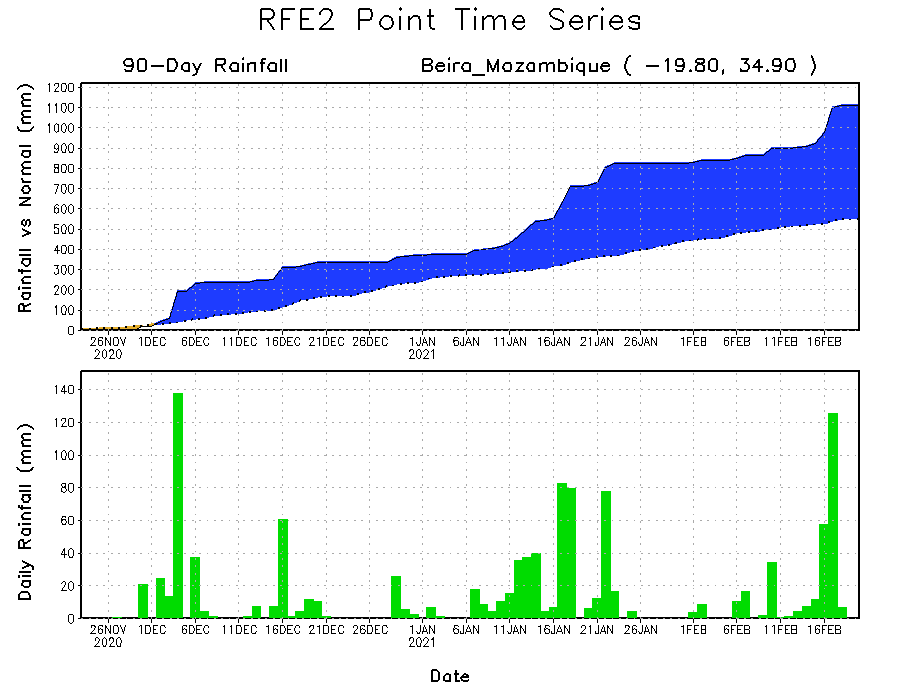 RFE2 Point Time Series
90-Day Rainfall
Beira_Mazambique ( -19.80, 34.90 )
Rainfall vs Normal (mm)
1200
1100
1000
900
800
700
600
500
400
300
200
100
0
26NOV 1DEC 6DEC 11DEC 16DEC 21DEC 26DEC 1JAN 6JAN 11JAN 16JAN 21JAN 26JAN 1FEB 6FEB 11FEB 16FEB
2020 2021
Daily Rainfall (mm)
140
120
100
80
60
40
20
0
26NOV 1DEC 6DEC 11DEC 16DEC 21DEC 26DEC 1JAN 6JAN 11JAN 16JAN 21JAN 26JAN 1FEB 6FEB 11FEB 16FEB
2020 2021
Date